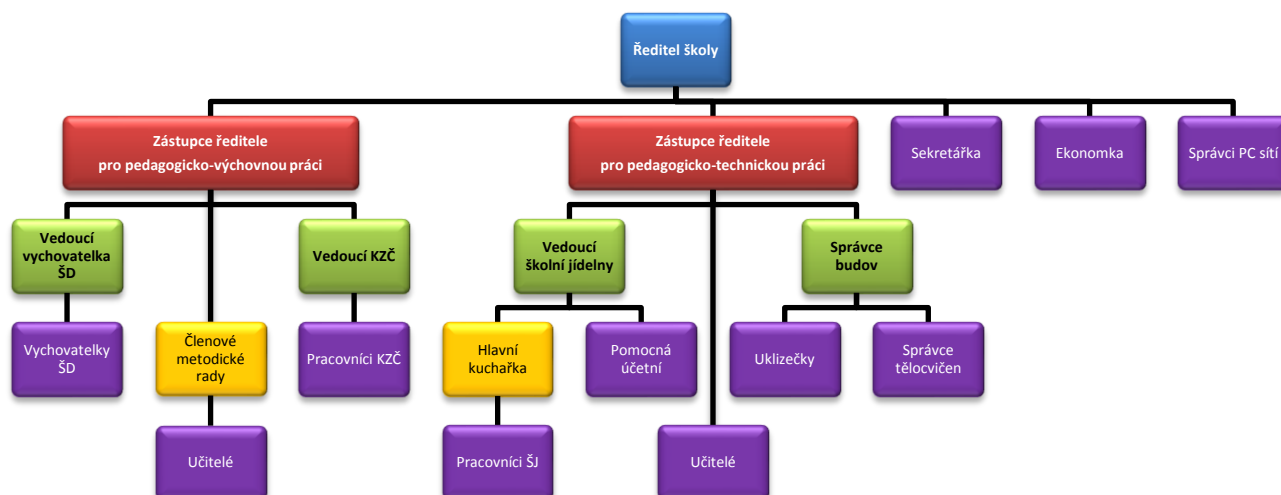 Ředitel školy
Zástupce ředitele
pro pedagogicko-výchovnou práci
Zástupce ředitele
pro pedagogicko-technickou práci
Sekretářka
Ekonomka
Správci PC sítí
Vedoucí
vychovatelka
ŠD
Vedoucí KZČ
Vedoucí
školní jídelny
Správce
budov
Vychovatelky
ŠD
Členové
metodické
rady
Pracovníci KZČ
Hlavní
kuchařka
Pomocná
účetní
Uklizečky
Správce
tělocvičen
Učitelé
Pracovníci ŠJ
Učitelé